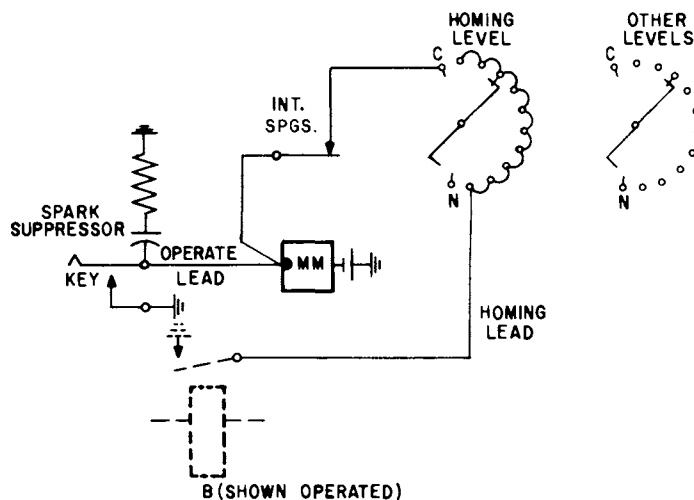 HOMING
LEVEL
OTHER
LEVELS
C
C
INT.
SPGS.
N
N
SPARK
SUPPRESSOR
OPERATE
LEAD
MM
KEY
HOMING
LEAD
B (SHOWN OPERATED)